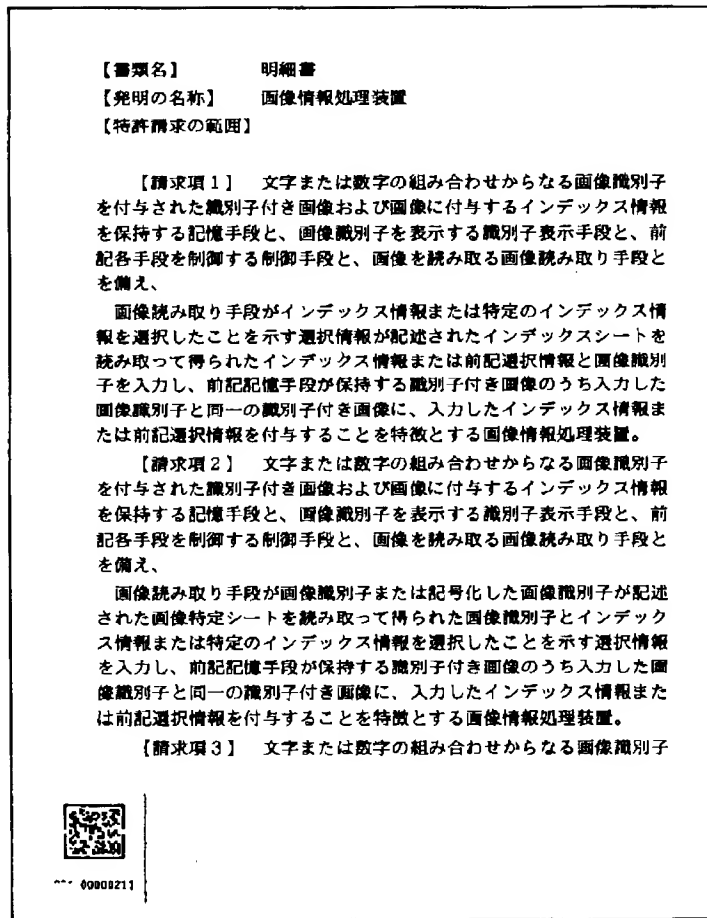 【書類名】　　　明細書
【発明の名称】　　画像情報処理装置
【特許請求の範囲】
【請求項１】　文字または数字の組み合わせからなる画像識別子
を付与された識別子付き画像および画像に付与するインデックス情報
を保持する記憶手段と、画像識別子を表示する識別子表示手段と、前
記各手段を制御する制御手段と、画像を読み取る画像読み取り手段と
を備え、
画像読み取り手段がインデックス情報または特定のインデックス情
報を選択したことを示す選択情報が記述されたインデックスシートを
読み取って得られたインデックス情報または前記選択情報と画像識別
子を入力し、前記記憶手段が保持する識別子付き画像のうち入力した
画像識別子と同一の識別子付き画像に、入力したインデックス情報ま
たは前記選択情報を付与することを特徴とする画像情報処理装置。
【請求項２】　文字または数字の組み合わせからなる画像識別子
を付与された識別子付き画像および画像に付与するインデックス情報
を保持する記憶手段と、画像識別子を表示する識別子表示手段と、前
記各手段を制御する制御手段と、画像を読み取る画像読み取り手段と
を備え、
画像読み取り手段が画像識別子または記号化した画像識別子が記述
された画像特定シートを読み取って得られた画像識別子とインデック
ス情報または特定のインデックス情報を選択したことを示す選択情報
を入力し、前記記憶手段が保持する識別子付き画像のうち入力した画
像識別子と同一の識別子付き画像に、入力したインデックス情報また
は前記選択情報を付与することを特徴とする画像情報処理装置。
【請求項３】　文字または数字の組み合わせからなる画像識別子
00000211